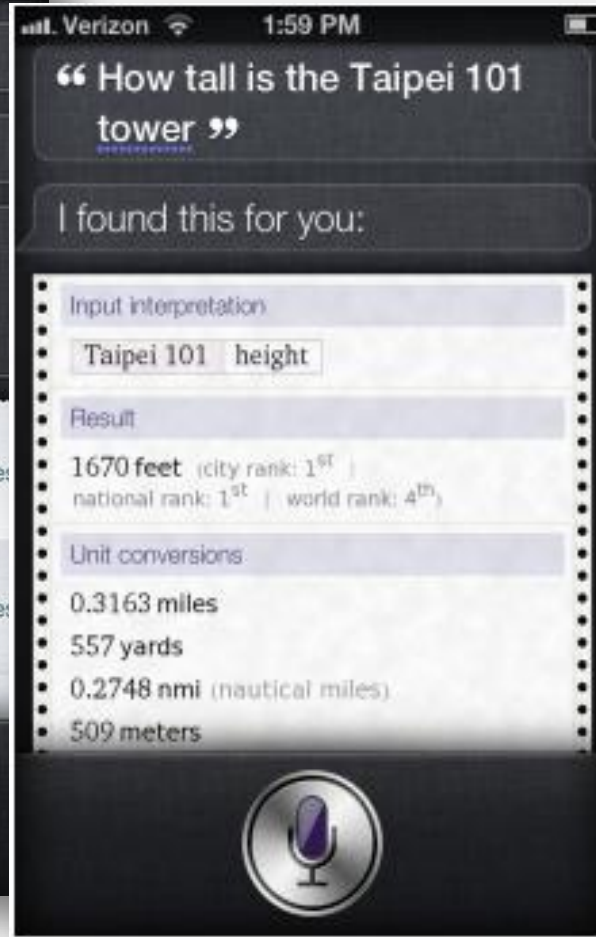 Verizon 1:59 PM
“ How tall is the Taipei 101
tower ”
I found this for you:
Input interpretation
Taipei 101 height
Result
1670 feet (city rank: 1st |
national rank: 1st | world rank: 4th)
Unit conversions
0.3163 miles
557 yards
0.2748 nmi (nautical miles)
509 meters